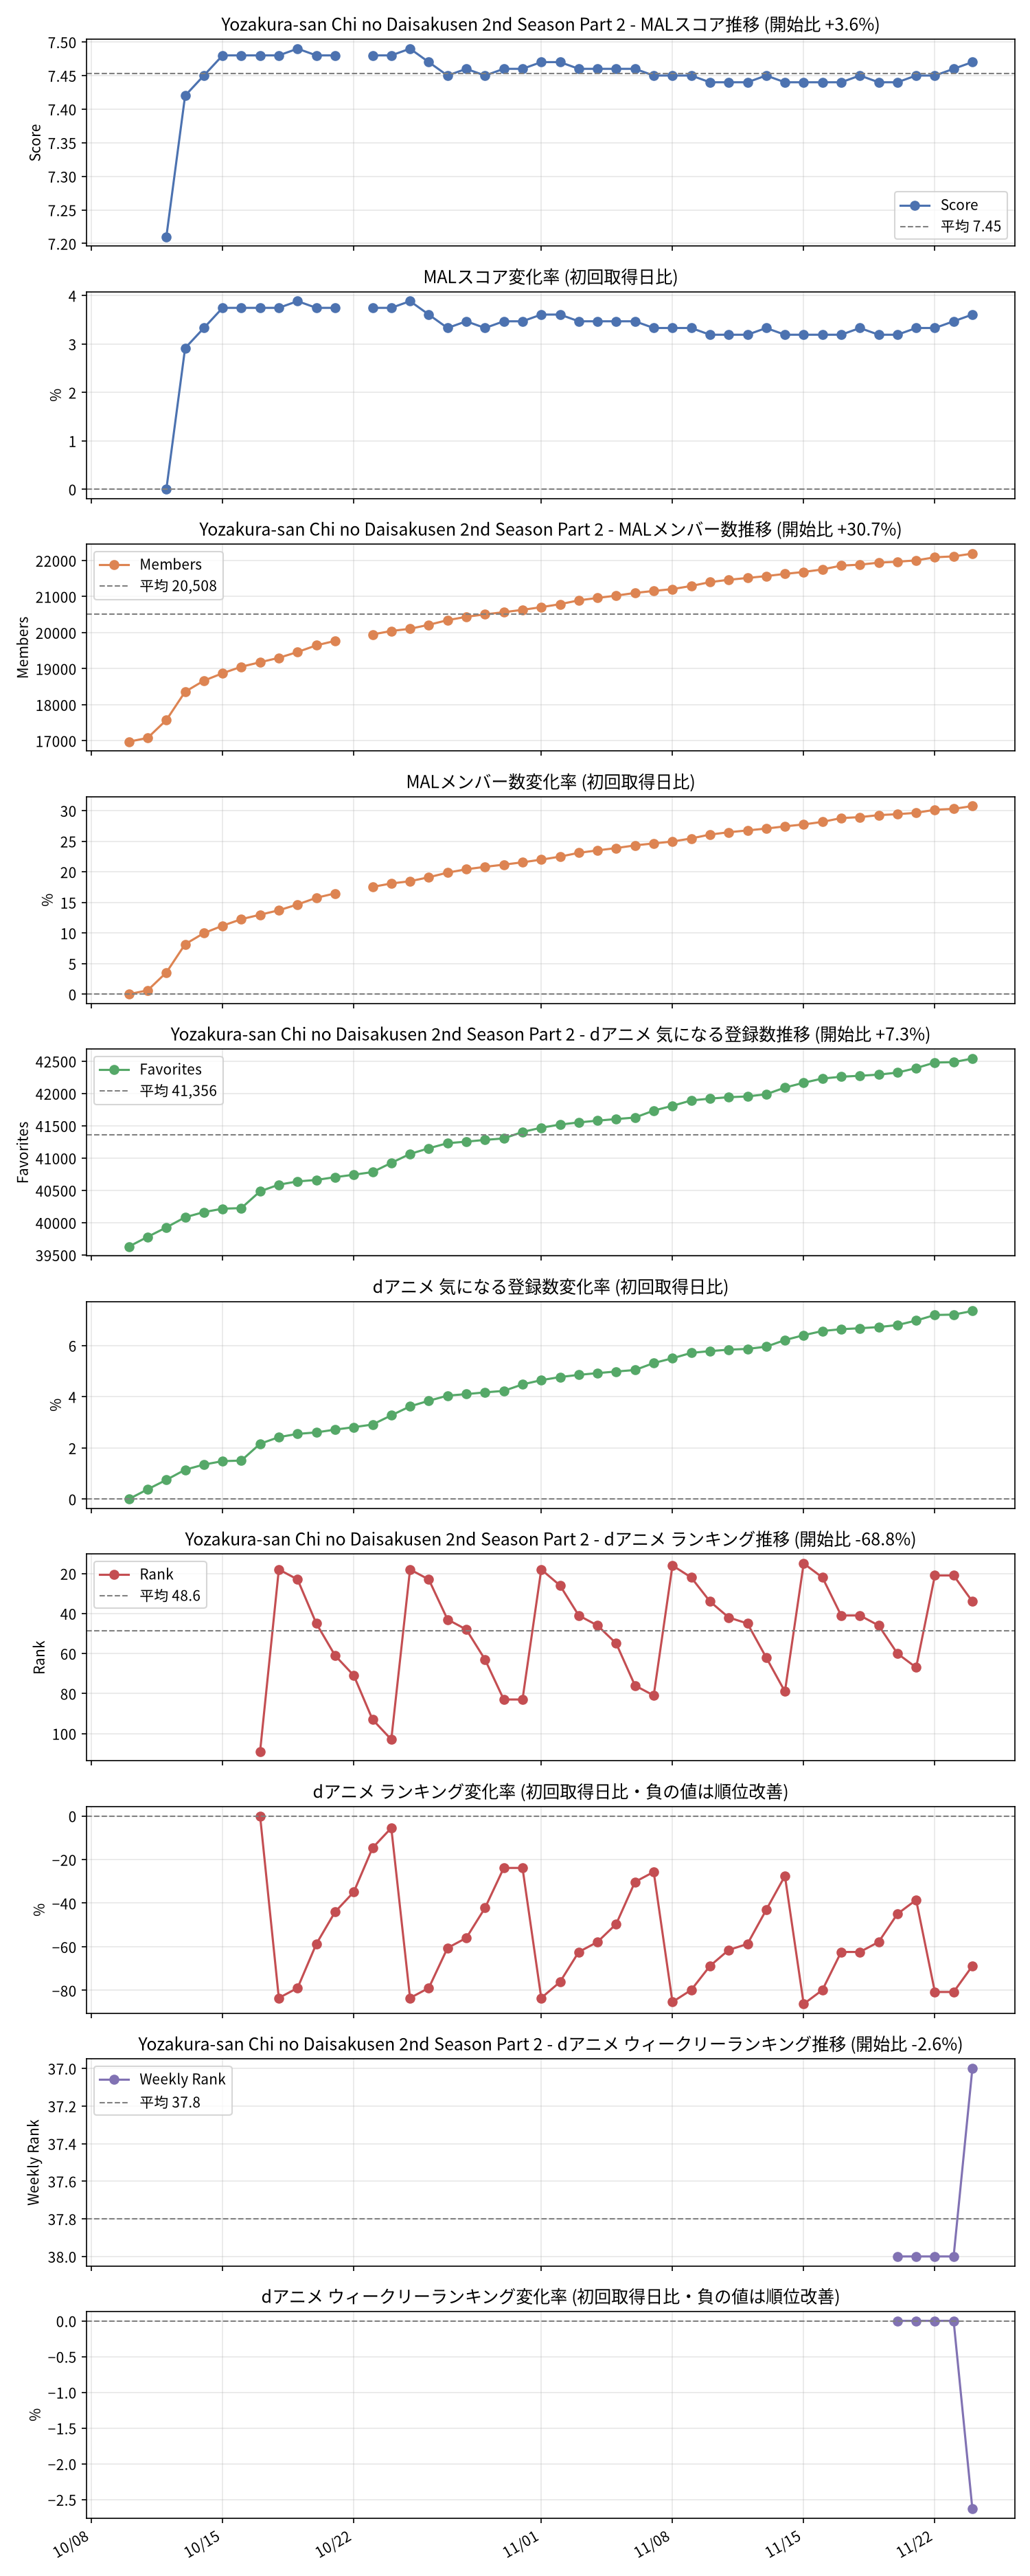 Yozakura-san Chi no Daisakusen 2nd Season Part 2 - MALスコア推移 (開始比 +3.6%)
7.50
7.45
7.40
7.35
7.30
7.25
7.20
Score
Score
平均 7.45
MALスコア変化率 (初回取得日比)
4
3
2
1
0
%
Yozakura-san Chi no Daisakusen 2nd Season Part 2 - MALメンバー数推移 (開始比 +30.7%)
22000
21000
20000
19000
18000
17000
Members
Members
平均 20,508
MALメンバー数変化率 (初回取得日比)
30
25
20
15
10
5
0
%
Yozakura-san Chi no Daisakusen 2nd Season Part 2 - dアニメ 気になる登録数推移 (開始比 +7.3%)
42500
42000
41500
41000
40500
40000
39500
Favorites
Favorites
平均 41,356
dアニメ 気になる登録数変化率 (初回取得日比)
6
4
2
0
%
Yozakura-san Chi no Daisakusen 2nd Season Part 2 - dアニメ ランキング推移 (開始比 -68.8%)
20
40
60
80
100
Rank
Rank
平均 48.6
dアニメ ランキング変化率 (初回取得日比・負の値は順位改善)
0
−20
−40
−60
−80
%
Yozakura-san Chi no Daisakusen 2nd Season Part 2 - dアニメ ウィークリーランキング推移 (開始比 -2.6%)
37.0
37.2
37.4
37.6
37.8
38.0
Weekly Rank
Weekly Rank
平均 37.8
dアニメ ウィークリーランキング変化率 (初回取得日比・負の値は順位改善)
0.0
−0.5
−1.0
−1.5
−2.0
−2.5
%
10/08
10/15
10/22
11/01
11/08
11/15
11/22